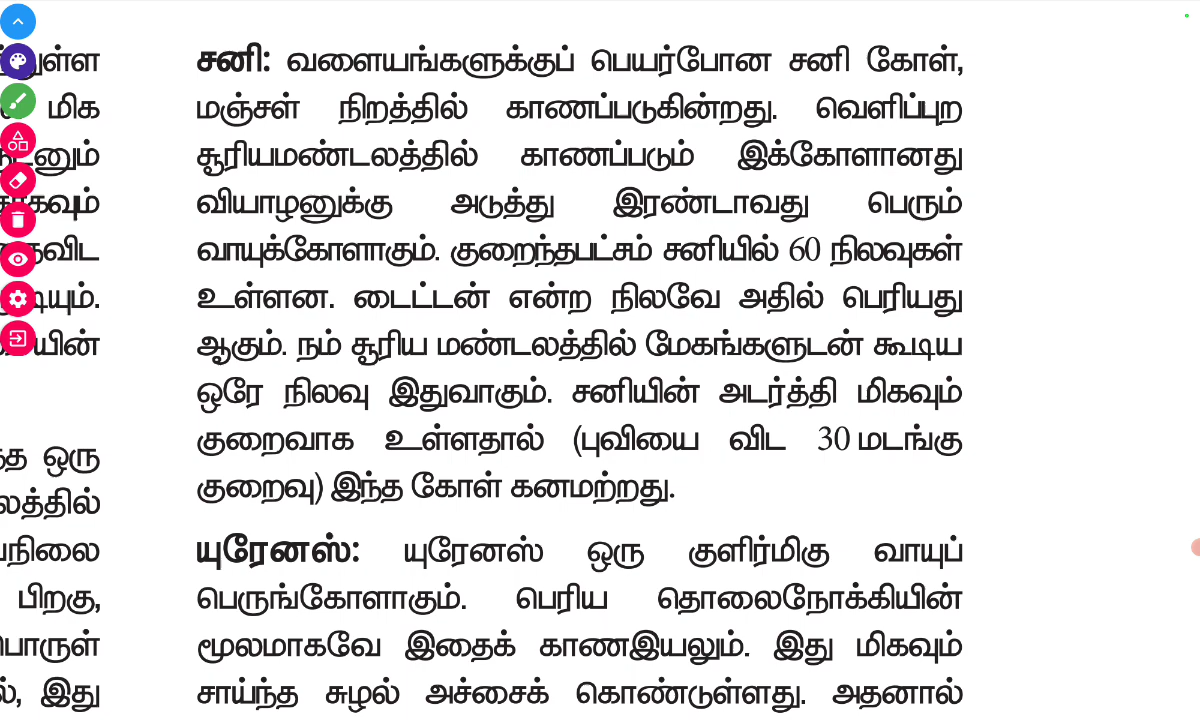 மிக
சனி: வளையங்களுக்குப் பெயர்போன சனி கோள்,
மஞ்சள் நிறத்தில் காணப்படுகின்றது. வெளிப்புற
சூரியமண்டலத்தில் காணப்படும் இக்கோளானது
வியாழனுக்கு அடுத்து இரண்டாவது பெரும்
வாயுக்கோளாகும். குறைந்தபட்சம் சனியில் 60 நிலவுகள்
உள்ளன. டைட்டன் என்ற நிலவே அதில் பெரியது
ஆகும். நம் சூரிய மண்டலத்தில் மேகங்களுடன் கூடிய
ஒரே நிலவு இதுவாகும். சனியின் அடர்த்தி மிகவும்
குறைவாக உள்ளதால் (புவியை விட 30 மடங்கு
குறைவு) இந்த கோள் கனமற்றது.
யுரேனஸ்: யுரேனஸ் ஒரு குளிர்மிகு வாயுப்
பெருங்கோளாகும். பெரிய தொலைநோக்கியின்
மூலமாகவே இதைக் காணஇயலும். இது மிகவும்
சாய்ந்த சுழல் அச்சைக் கொண்டுள்ளது. அதனால்
ஒரு
பிறகு,
இது